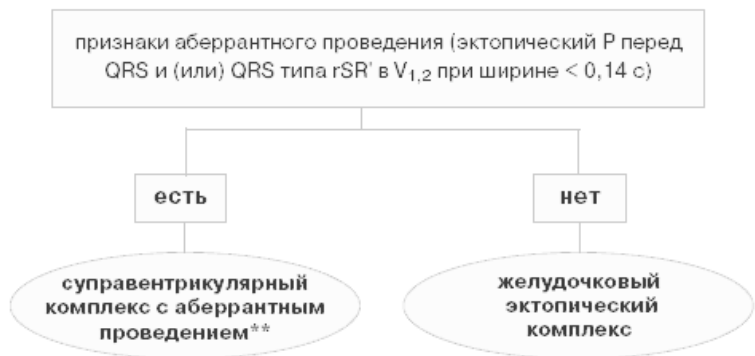 признаки аберрантного проведения (эктопический P перед
QRS и (или) QRS типа rSR' в V1,2 при ширине < 0,14 с)
есть
нет
суправентрикулярный
комплекс с аберрантным
проведением**
желудочковый
эктопический
комплекс